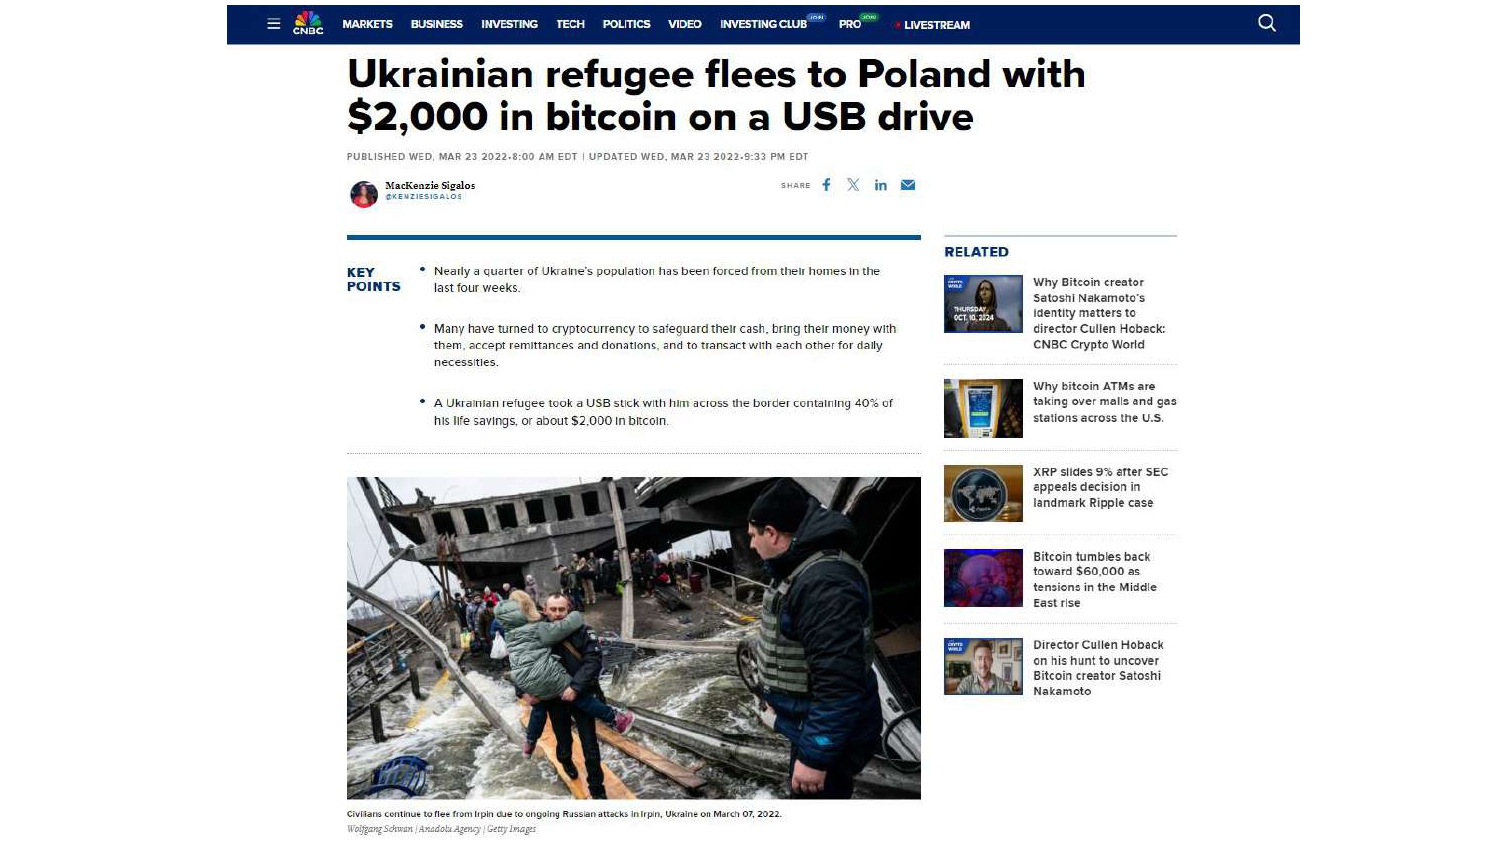 CNBC
MARKETS BUSINESS INVESTING TECH POLITICS VIDEO INVESTING CLUB JOIN PRO JOIN LIVESTREAM
Ukrainian refugee flees to Poland with
$2,000 in bitcoin on a USB drive
PUBLISHED WED, MAR 23 2022•8:00 AM EDT | UPDATED WED, MAR 23 2022•9:33 PM EDT
MacKenzie Sigalos
@KENZIESIGALOS
SHARE
KEY
POINTS
• Nearly a quarter of Ukraine's population has been forced from their homes in the
last four weeks.
• Many have turned to cryptocurrency to safeguard their cash, bring their money with
them, accept remittances and donations, and to transact with each other for daily
necessities.
• A Ukrainian refugee took a USB stick with him across the border containing 40% of
his life savings, or about $2,000 in bitcoin.
Civilians continue to flee from Irpin due to ongoing Russian attacks in Irpin, Ukraine on March 07, 2022.
Wolfgang Schwan | Anadolu Agency | Getty Images
RELATED
CRYPTO
WORLD
THURSDAY
OCT. 10, 2024
Why Bitcoin creator
Satoshi Nakamoto's
identity matters to
director Cullen Hoback:
CNBC Crypto World
Why bitcoin ATMs are
taking over malls and gas
stations across the U.S.
XRP slides 9% after SEC
appeals decision in
landmark Ripple case
Bitcoin tumbles back
toward $60,000 as
tensions in the Middle
East rise
CRYPTO
WORLD
Director Cullen Hoback
on his hunt to uncover
Bitcoin creator Satoshi
Nakamoto